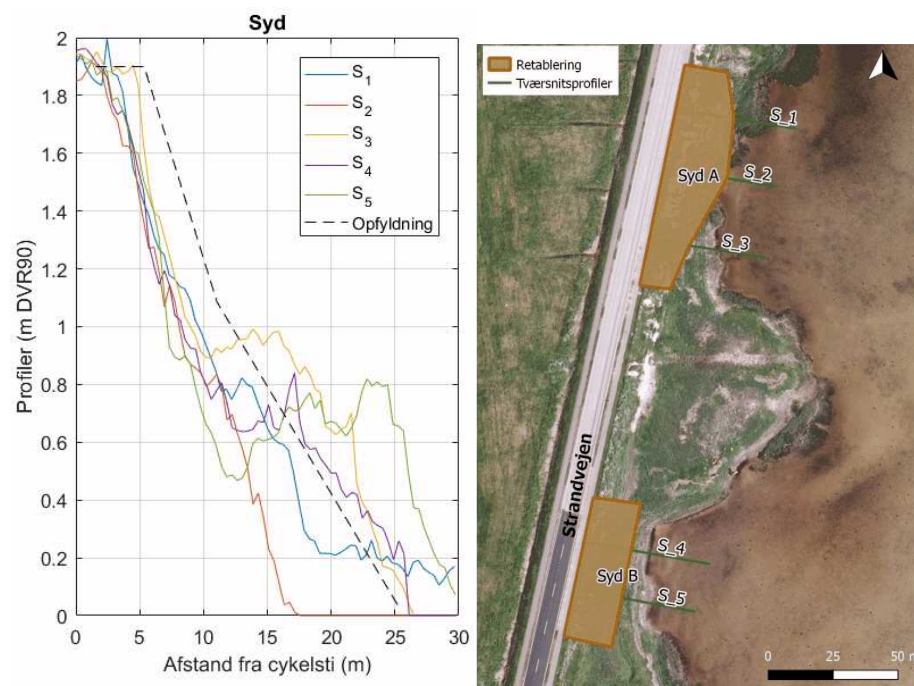 Syd
Profiler (m DVR90)
2
1.8
1.6
1.4
1.2
1
0.8
0.6
0.4
0.2
0
0
5
10
15
20
25
30
Afstand fra cykelsti (m)
S1
S2
S3
S4
S5
Opfyldning
Retablering
Tværsnitsprofiler
S_1
S_2
Syd A
S_3
Strandvejen
S_4
Syd B
S_5
0
25
50 m